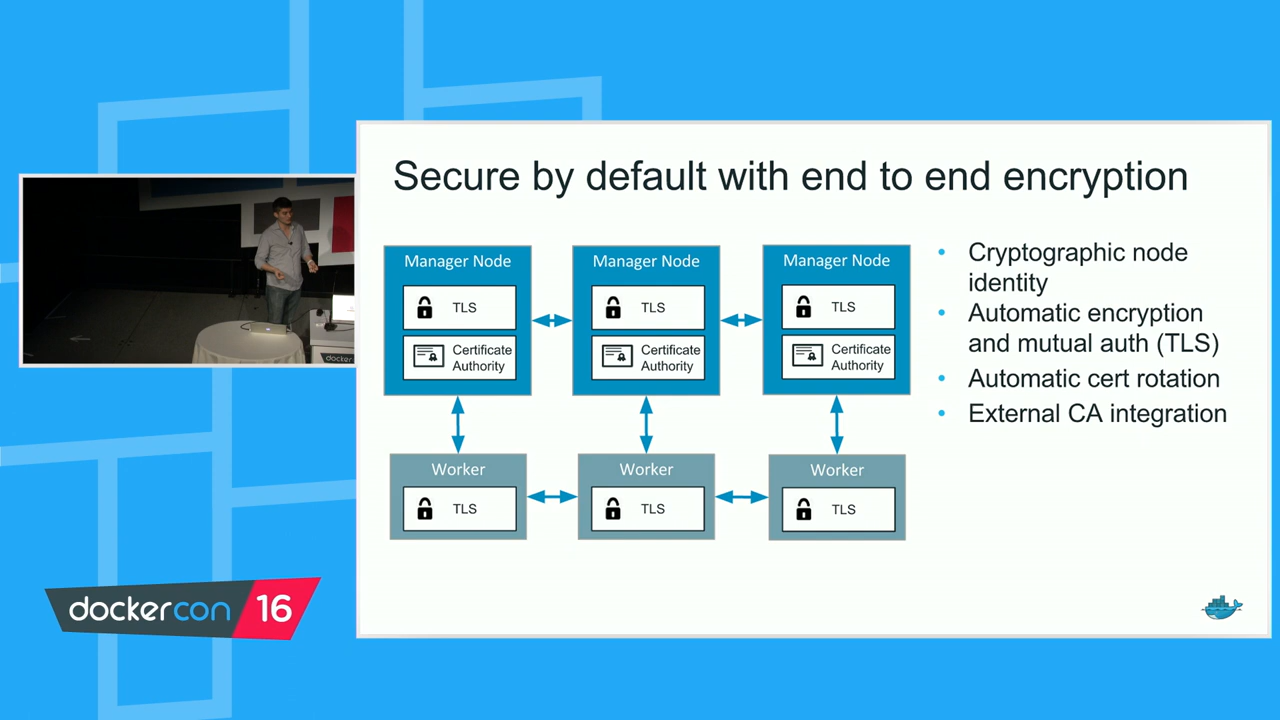 Secure by default with end to end encryption
Manager Node
TLS
Certificate
Authority
Manager Node
TLS
Certificate
Authority
Manager Node
TLS
Certificate
Authority
Worker
TLS
Worker
TLS
Worker
TLS
• Cryptographic node
identity
• Automatic encryption
and mutual auth (TLS)
• Automatic cert rotation
• External CA integration
docker
dockercon 16